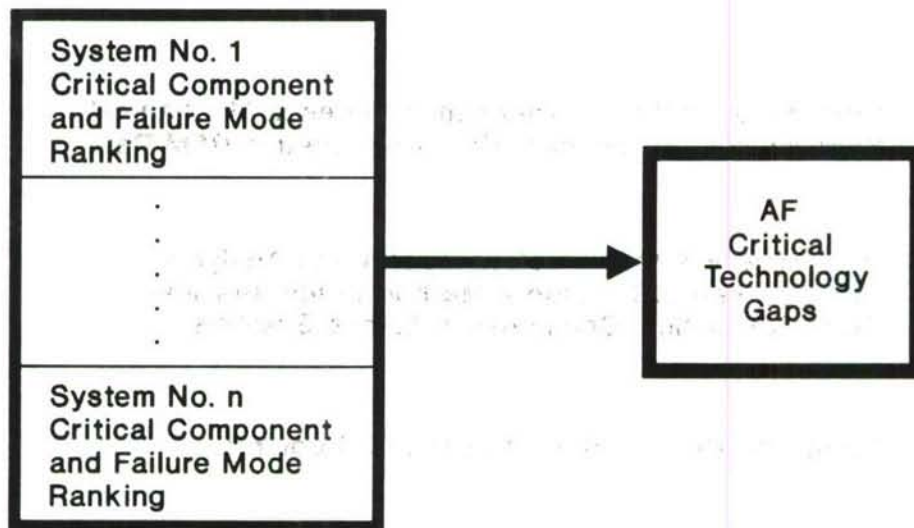 System No. 1
Critical Component
and Failure Mode
Ranking
.
.
.
.
.
System No. n
Critical Component
and Failure Mode
Ranking
AF
Critical
Technology
Gaps